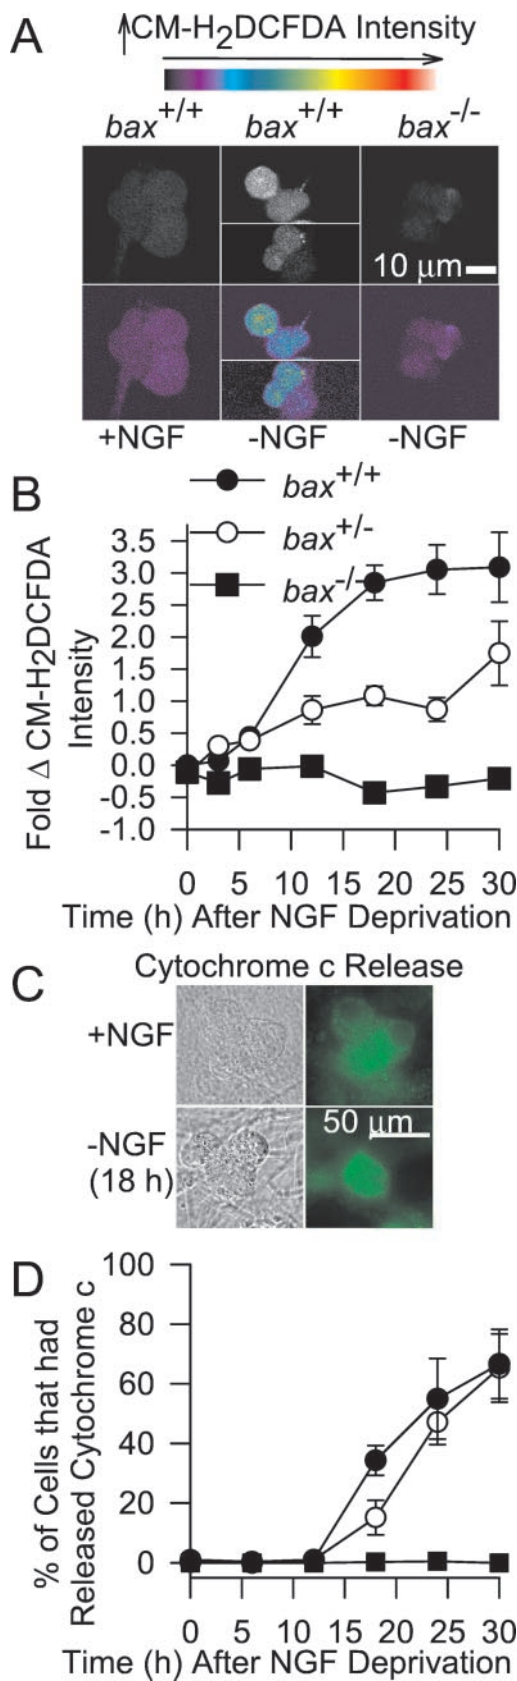 A
↑CM-H2DCFDA Intensity
bax+/+ bax+/+ bax-/-
10 µm
+NGF -NGF -NGF
B
bax+/+
bax+/-
bax-/-
Fold Δ CM-H2DCFDA
Intensity
3.5
3.0
2.5
2.0
1.5
1.0
0.5
0.0
-0.5
-1.0
0 5 10 15 20 25 30
Time (h) After NGF Deprivation
C
Cytochrome c Release
+NGF
-NGF
(18 h)
50 µm
D
% of Cells that had
Released Cytochrome c
100
80
60
40
20
0
0 5 10 15 20 25 30
Time (h) After NGF Deprivation